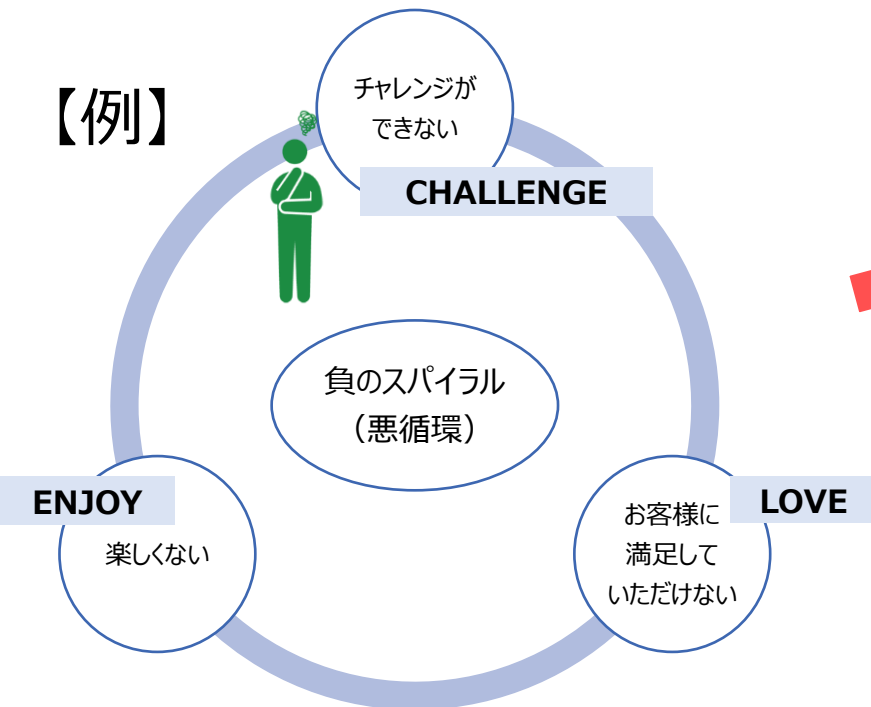 【例】
チャレンジが
できない
CHALLENGE
負のスパイラル
（悪循環）
ENJOY
楽しくない
LOVE
お客様に
満足して
いただけない